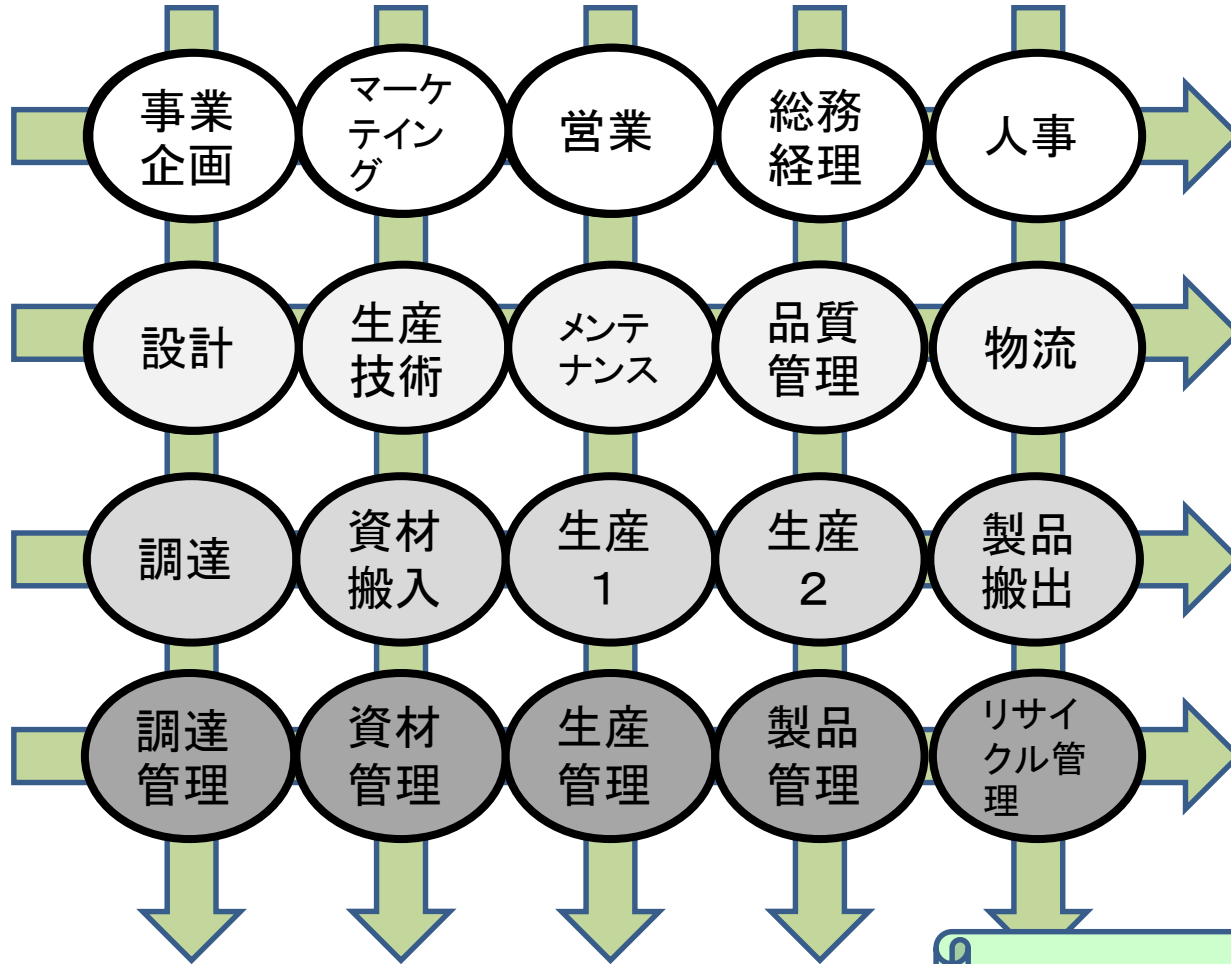 事業
企画
マーケ
テイン
グ
営業
総務
経理
人事
設計
生産
技術
メンテ
ナンス
品質
管理
物流
調達
資材
搬入
生産
１
生産
２
製品
搬出
調達
管理
資材
管理
生産
管理
製品
管理
リサイ
クル管
理